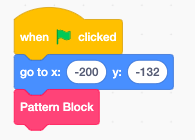 when clicked
go to x: -200 y: -132
Pattern Block